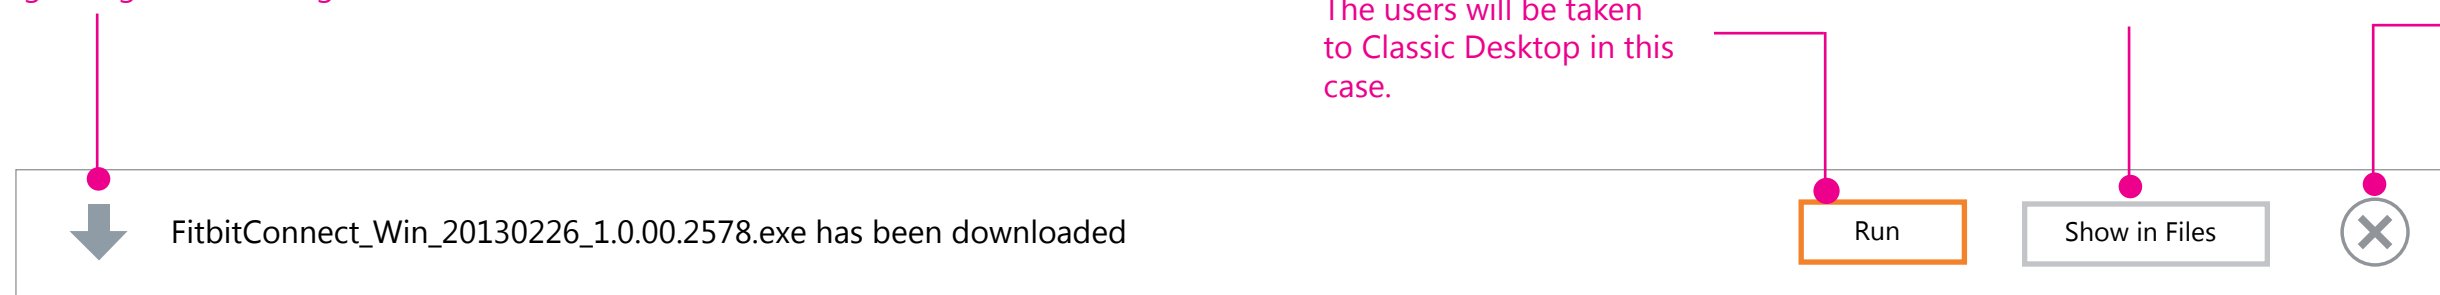 The users will be taken
to Classic Desktop in this
case.
FitbitConnect_Win_20130226_1.0.00.2578.exe has been downloaded
Run
Show in Files